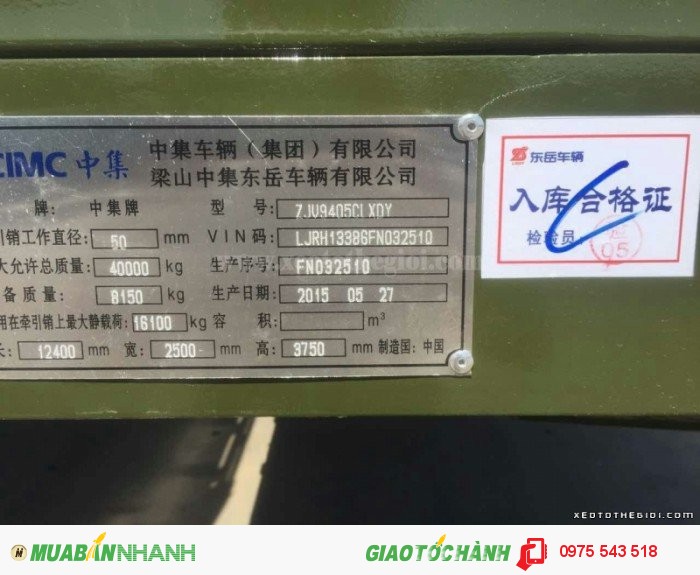 CIMC 中集 中集车辆（集团）有限公司
梁山中集东岳车辆有限公司
牌: 中集牌 型 号: ZJV9405CLXDY
引销工作直径: 50 mm VIN码: LJRH13386FN032510
大允许总质量: 40000 kg 生产序号: FN032510
备质量: 8150 kg 生产日期: 2015 05 27
用在牵引销上最大静载荷: 16100 kg 容 积: m³
长: 12400 mm 宽: 2500 mm 高: 3750 mm 制造国: 中国
东岳车辆
入库合格证
检验员
05
www.xeotothegioi.com
XEOTOTHEGIOI.COM
MUABÁNNHANH GIAOTỔCHÀNH 0975 543 518